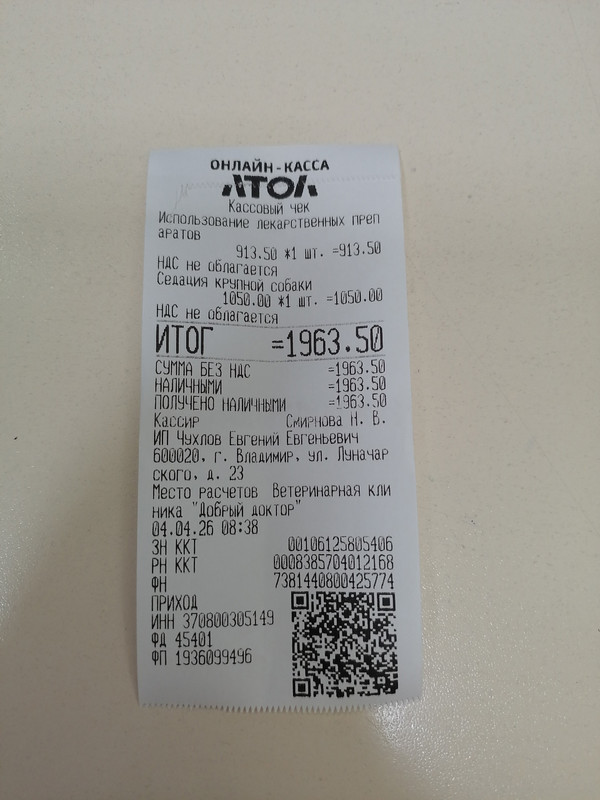 ОНЛАЙН-КАССА
АТОЛ
Кассовый чек
Использование лекарственных преп
аратов
913.50 *1 шт. =913.50
НДС не облагается
Седация крупной собаки
1050.00 *1 шт. =1050.00
НДС не облагается
ИТОГ =1963.50
СУММА БЕЗ НДС =1963.50
НАЛИЧНЫМИ =1963.50
ПОЛУЧЕНО НАЛИЧНЫМИ =1963.50
Кассир Смирнова Н. В.
ИП Чухлов Евгений Евгеньевич
600020, г. Владимир, ул. Луначар
ского, д. 23
Место расчетов Ветеринарная кли
ника "Добрый доктор"
04.04.26 08:38
ЗН ККТ 00106125805406
РН ККТ 0008385704012168
ФН 7381440800425774
ПРИХОД
ИНН 370800305149
ФД 45401
ФП 1936099496